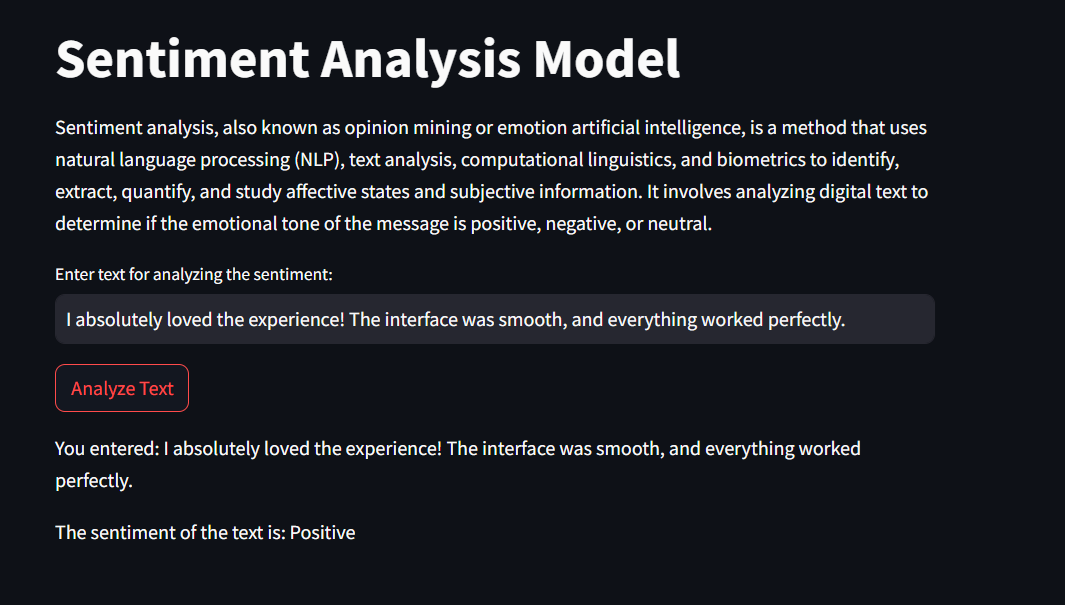 Sentiment Analysis Model
Sentiment analysis, also known as opinion mining or emotion artificial intelligence, is a method that uses
natural language processing (NLP), text analysis, computational linguistics, and biometrics to identify,
extract, quantify, and study affective states and subjective information. It involves analyzing digital text to
determine if the emotional tone of the message is positive, negative, or neutral.
Enter text for analyzing the sentiment:
I absolutely loved the experience! The interface was smooth, and everything worked perfectly.
Analyze Text
You entered: I absolutely loved the experience! The interface was smooth, and everything worked
perfectly.
The sentiment of the text is: Positive